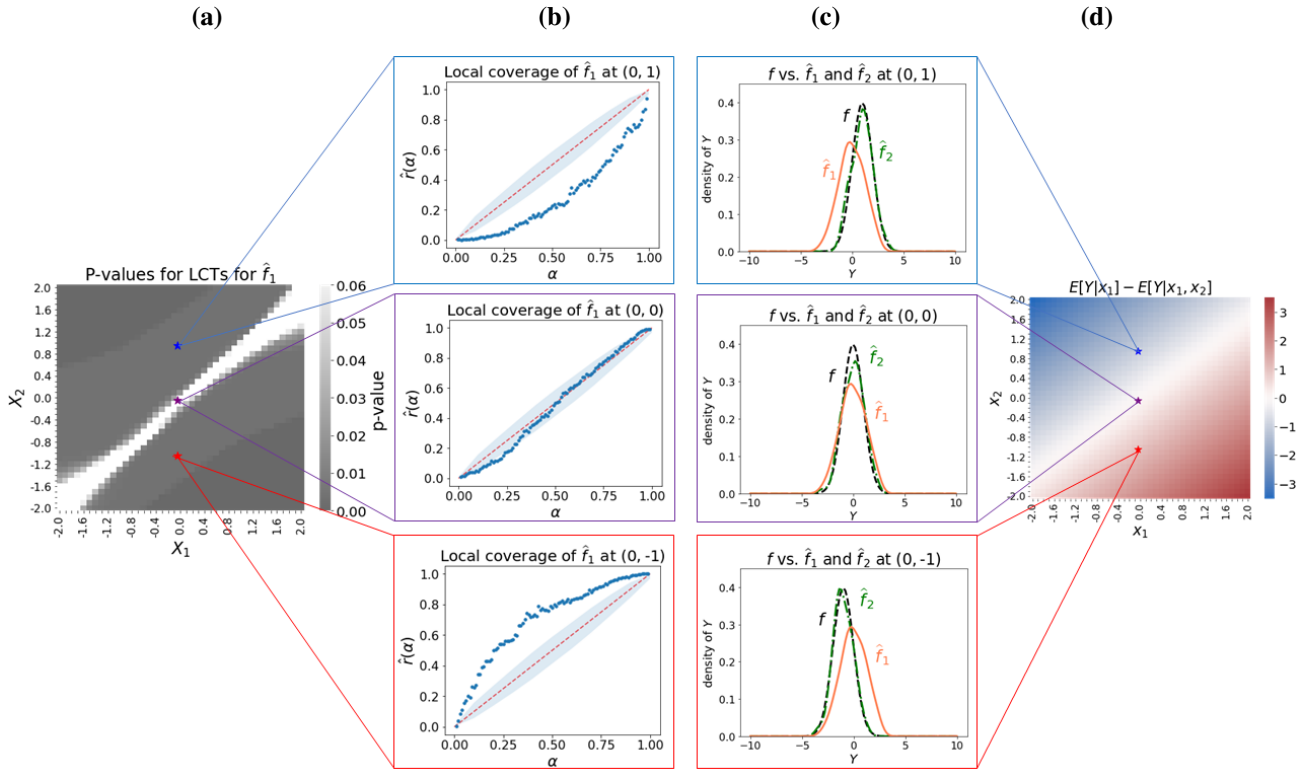 (a)
(b)
(c)
(d)
P-values for LCTs for f̂₁
2.0
1.6
1.2
0.8
0.4
0.0
-0.4
-0.8
-1.2
-1.6
-2.0
X₂
-2.0
-1.6
-1.2
-0.8
-0.4
0.0
0.4
0.8
1.2
1.6
2.0
X₁
0.06
0.05
0.04
0.03
0.02
0.01
0.00
p-value
Local coverage of f̂₁ at (0, 1)
1.0
0.8
0.6
0.4
0.2
0.0
r̂(α)
0.00 0.25 0.50 0.75 1.00
α
Local coverage of f̂₁ at (0, 0)
1.0
0.8
0.6
0.4
0.2
0.0
r̂(α)
0.00 0.25 0.50 0.75 1.00
α
Local coverage of f̂₁ at (0, -1)
1.0
0.8
0.6
0.4
0.2
0.0
r̂(α)
0.00 0.25 0.50 0.75 1.00
α
f vs. f̂₁ and f̂₂ at (0, 1)
0.4
0.3
0.2
0.1
0.0
density of Y
f
f̂₂
f̂₁
−10 −5 0 5 10
Y
f vs. f̂₁ and f̂₂ at (0, 0)
0.4
0.3
0.2
0.1
0.0
density of Y
f
f̂₂
f̂₁
−10 −5 0 5 10
Y
f vs. f̂₁ and f̂₂ at (0, -1)
0.4
0.3
0.2
0.1
0.0
density of Y
f
f̂₂
f̂₁
−10 −5 0 5 10
Y
E[Y|x₁] − E[Y|x₁, x₂]
2.0
1.6
1.2
0.8
0.4
0.0
-0.4
-0.8
-1.2
-1.6
-2.0
x₂
-2.0
-1.6
-1.2
-0.8
-0.4
0.0
0.4
0.8
1.2
1.6
2.0
x₁
3
2
1
0
−1
−2
−3